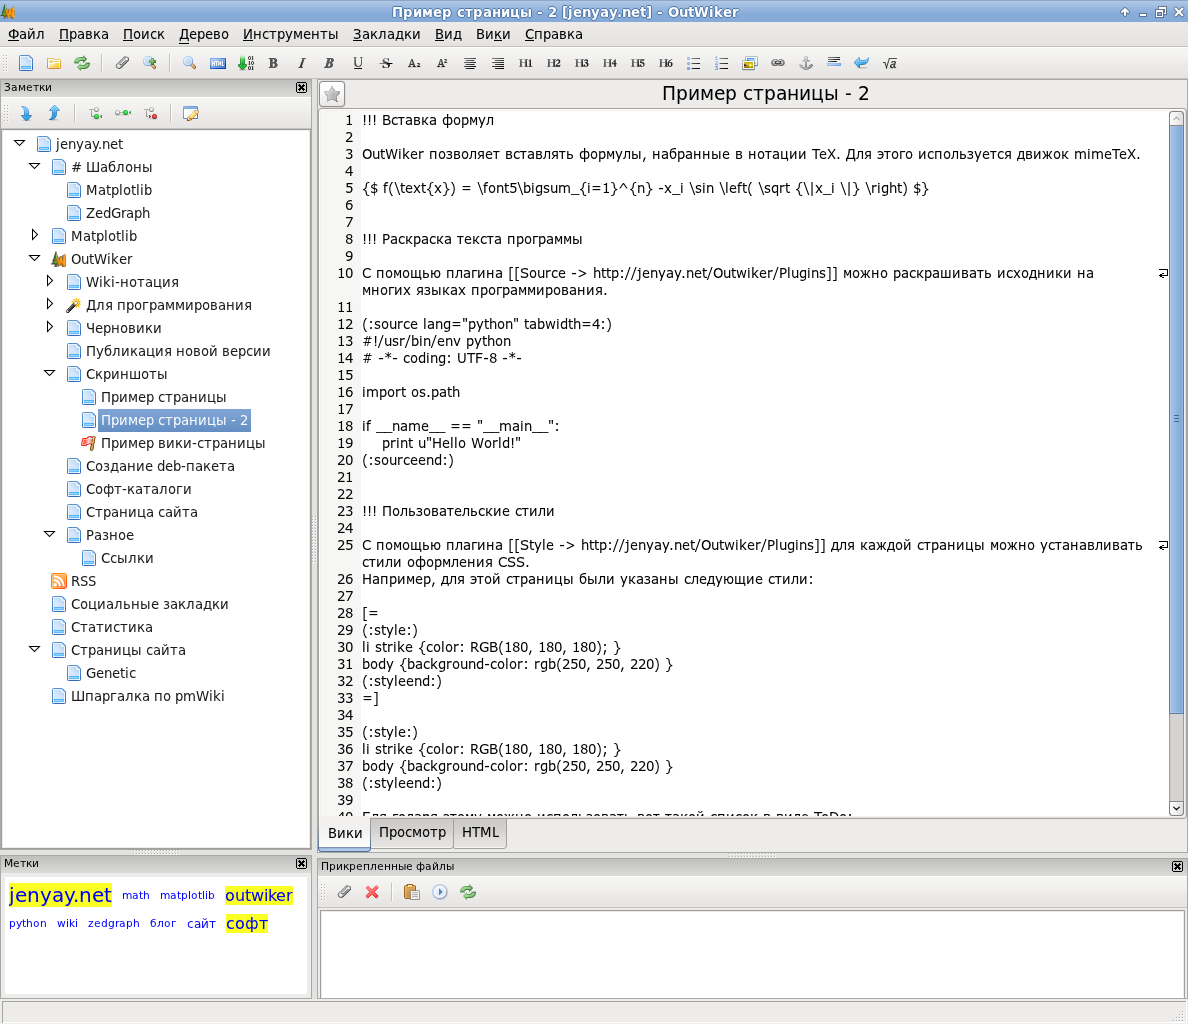 Пример страницы - 2 [jenyay.net] - OutWiker
Файл Правка Поиск Дерево Инструменты Закладки Вид Вики Справка
B I B U S A₂ A² H1 H2 H3 H4 H5 H6 √a
Заметки
jenyay.net
# Шаблоны
Matplotlib
ZedGraph
Matplotlib
OutWiker
Wiki-нотация
Для программирования
Черновики
Публикация новой версии
Скриншоты
Пример страницы
Пример страницы - 2
Пример вики-страницы
Создание deb-пакета
Софт-каталоги
Страница сайта
Разное
Ссылки
RSS
Социальные закладки
Статистика
Страницы сайта
Genetic
Шпаргалка по pmWiki
Метки
jenyay.net math matplotlib outwiker
python wiki zedgraph блог сайт софт
Пример страницы - 2
1 !!! Вставка формул
2
3 OutWiker позволяет вставлять формулы, набранные в нотации TeX. Для этого используется движок mimeTeX.
4
5 {$ f(\text{x}) = \font5\bigsum_{i=1}^{n} -x_i \sin \left( \sqrt {\|x_i \|} \right) $}
6
7
8 !!! Раскраска текста программы
9
10 С помощью плагина [[Source -> http://jenyay.net/Outwiker/Plugins]] можно раскрашивать исходники на
многих языках программирования.
11
12 (:source lang="python" tabwidth=4:)
13 #!/usr/bin/env python
14 # -*- coding: UTF-8 -*-
15
16 import os.path
17
18 if __name__ == "__main__":
19 print u"Hello World!"
20 (:sourceend:)
21
22
23 !!! Пользовательские стили
24
25 С помощью плагина [[Style -> http://jenyay.net/Outwiker/Plugins]] для каждой страницы можно устанавливать
стили оформления CSS.
26 Например, для этой страницы были указаны следующие стили:
27
28 [=
29 (:style:)
30 li strike {color: RGB(180, 180, 180); }
31 body {background-color: rgb(250, 250, 220) }
32 (:styleend:)
33 =]
34
35 (:style:)
36 li strike {color: RGB(180, 180, 180); }
37 body {background-color: rgb(250, 250, 220) }
38 (:styleend:)
39
40 этому можно использовать вот такой список в виде ToDo:
Вики Просмотр HTML
Прикрепленные файлы